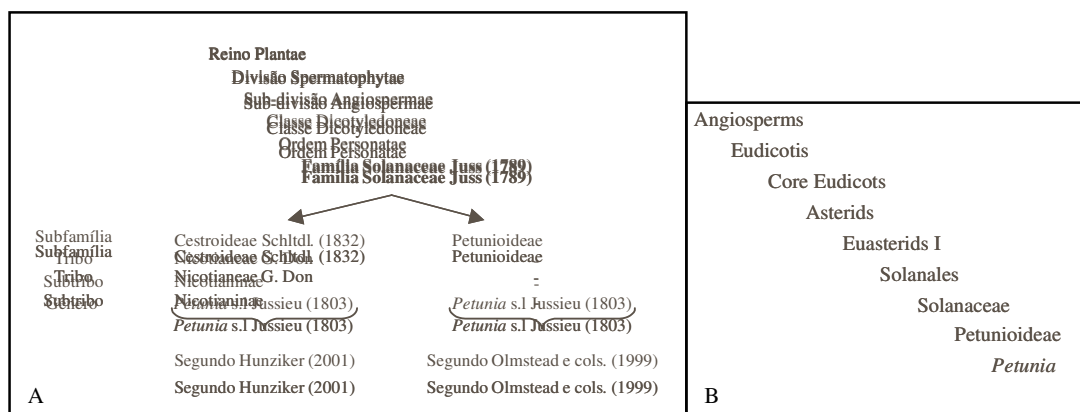 Reino Plantae
Divisão Spermatophytae
Sub-divisão Angiospermae
Classe Dicotyledoneae
Ordem Personatae
Família Solanaceae Juss (1789)
Subfamília Cestroideae Schltdl. (1832) Petunioideae
Tribo Nicotianeae G. Don -
Subtribo Nicotianinae -
Gênero Petunia s.l Jussieu (1803) Petunia s.l Jussieu (1803)
Segundo Hunziker (2001) Segundo Olmstead e cols. (1999)
A
Angiosperms
Eudicotis
Core Eudicots
Asterids
Euasterids I
Solanales
Solanaceae
Petunioideae
Petunia
B